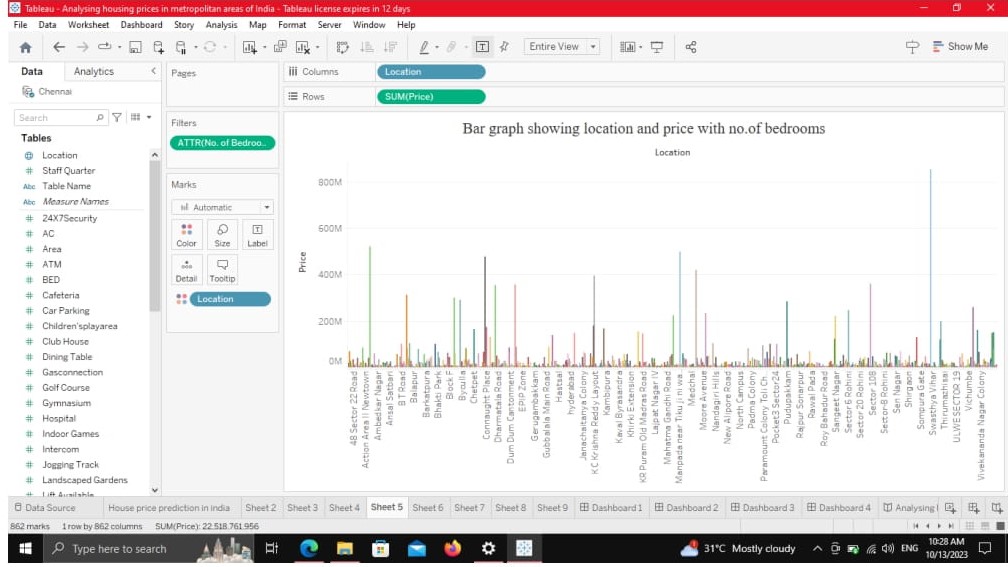 Tableau - Analysing housing prices in metropolitan areas of India - Tableau license expires in 12 days
File Data Worksheet Dashboard Story Analysis Map Format Server Window Help
Entire View
Show Me
Data Analytics
Pages
Columns
Location
Chennai
Rows
SUM(Price)
Search
Filters
ATTR(No. of Bedroo..
Tables
Location
Staff Quarter
Abc Table Name
Abc Measure Names
24X7Security
AC
Area
ATM
BED
Cafeteria
Car Parking
Children'splayarea
Club House
Dining Table
Gasconnection
Golf Course
Gymnasium
Hospital
Indoor Games
Intercom
Jogging Track
Landscaped Gardens
Lift Available
Marks
Automatic
Color Size Label
Detail Tooltip
Location
Bar graph showing location and price with no.of bedrooms
Location
Price
800M
600M
400M
200M
0M
48 Sector 22 Road
Action Area II Newtown
Ambedkar Nagar
Ansal Satbari
B T Road
Balapur
Barkatpura
Bhakti Park
Block F
Byculla
Chetpet
Connaught Place
Dharmatala Road
Dum Dum Cantonment
EPIP Zone
Gerugambakkam
Gubbalala Main Road
Hastsal
hyderabad
Janachaitanya Colony
K C Krishna Reddy Layout
Kambipura
Kaval Byrasandra
Khirki Extension
KR Puram Old Madras Road
Lajpat Nagar IV
Mahatma Gandhi Road
Manpada near Tiku ji ni wa..
Medchal
Moore Avenue
Nandagiri Hills
New Alipore Road
North Campus
Padma Colony
Paramount Colony Toli Ch..
Pocket3 Sector24
Pudupakkam
Rajpur Sonarpur
Rawal Pada
Roy Bahadur Road
Sangeet Nagar
Sector 6 Rohini
Sector 20 Rohini
Sector 108
Sector-8 Rohini
Sen Nagar
Shirgaon
Sompura Gate
Swasthya Vihar
Thirumazhisai
ULWE SECTOR 19
Vichumbe
Vivekananda Nagar Colony
Data Source House price prediction in india Sheet 2 Sheet 3 Sheet 4 Sheet 5 Sheet 6 Sheet 7 Sheet 8 Sheet 9 Dashboard 1 Dashboard 2 Dashboard 3 Dashboard 4 Analysing
862 marks 1 row by 862 columns SUM(Price): 22,518,761,956
Type here to search
31°C Mostly cloudy
ENG
10:28 AM
10/13/2023